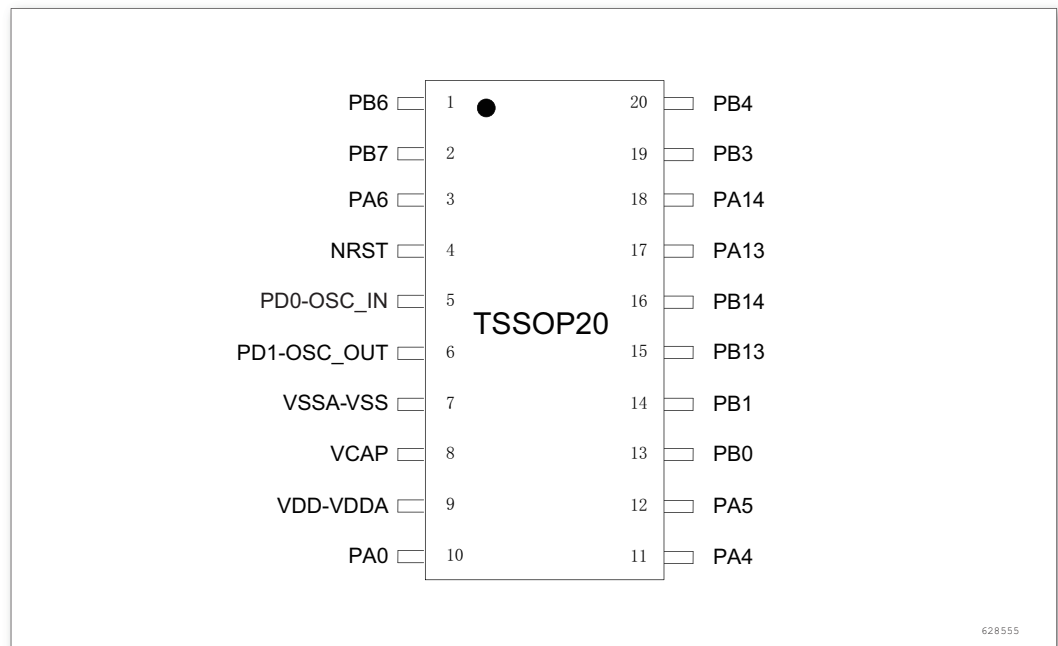 PB6 1 20 PB4
PB7 2 19 PB3
PA6 3 18 PA14
NRST 4 17 PA13
PD0-OSC_IN 5 16 PB14
TSSOP20
PD1-OSC_OUT 6 15 PB13
VSSA-VSS 7 14 PB1
VCAP 8 13 PB0
VDD-VDDA 9 12 PA5
PA0 10 11 PA4
628555